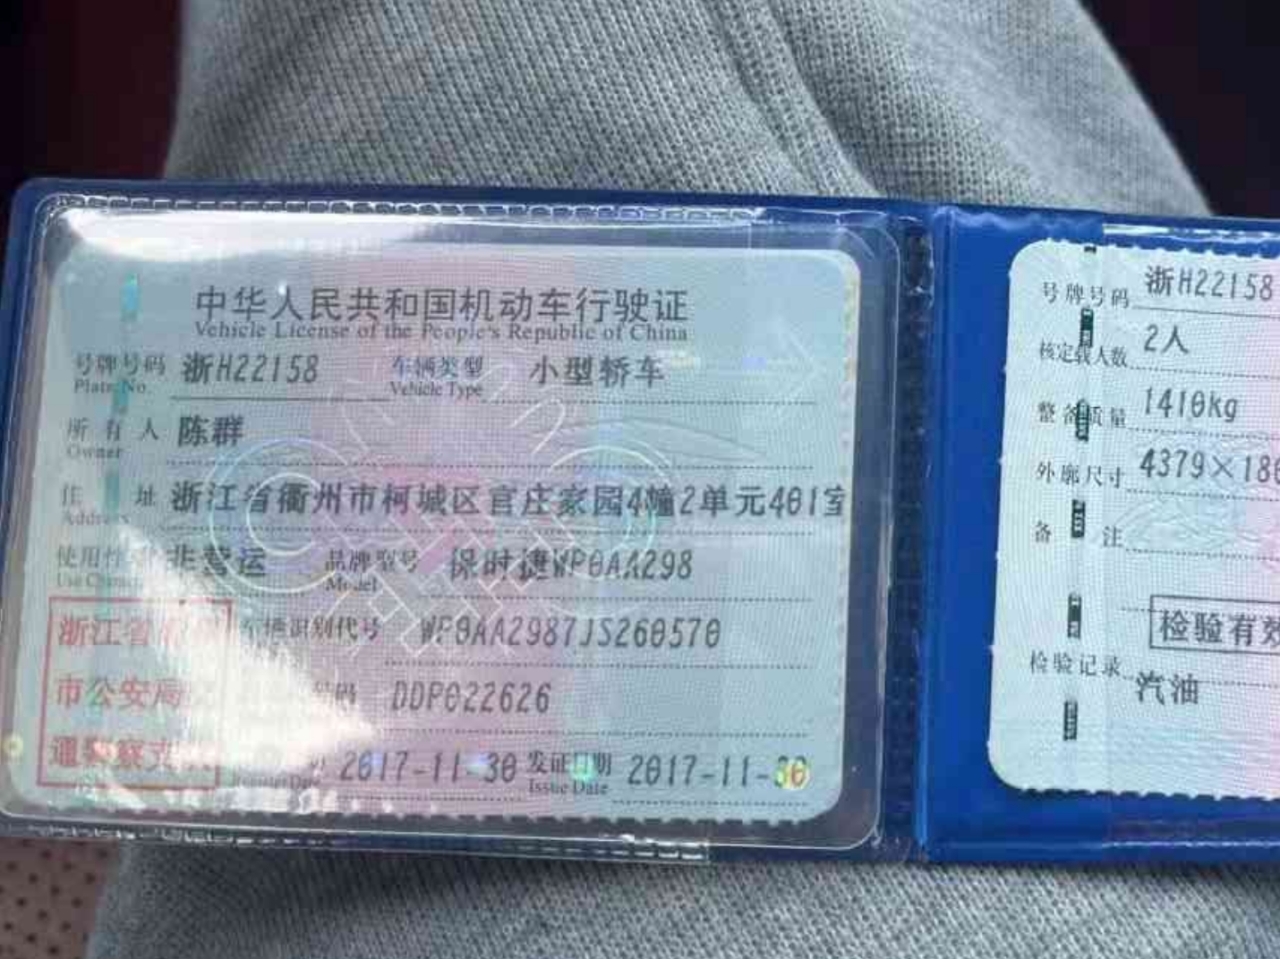 中华人民共和国机动车行驶证
Vehicle License of the People's Republic of China
号牌号码 浙H22158 车辆类型 小型轿车
Plate No. Vehicle Type
所有人 陈群
Owner
住址 浙江省衢州市柯城区官庄家园4幢2单元401室
Address
使用性 非营运 品牌型号 保时捷WP0AA298
Model
浙江省 识别代号 WP0AA2987JS260570
市公安局 号码 DDP022626
2017-11-30 发证日期 2017-11-30
Register Date Issue Date
号牌号码 浙H22158
核定载人数 2人
整备质量 1410kg
外廓尺寸 4379×18
备注
检验有效
检验记录
汽油